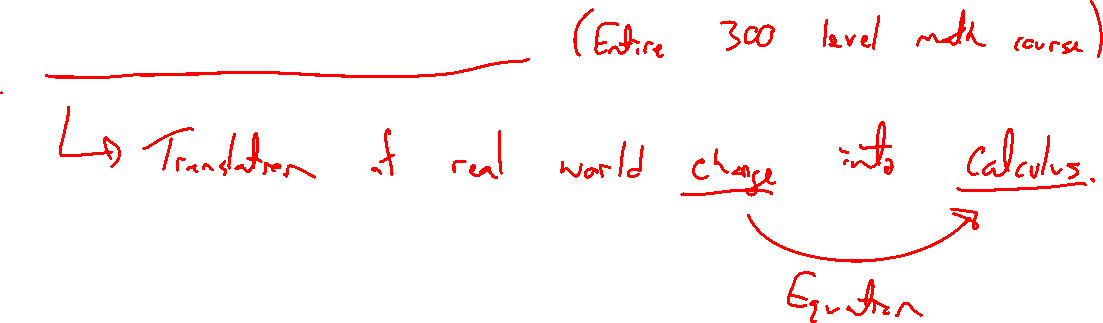 (Entire 300 level math course)
Translation of real world change into Calculus.
Equation